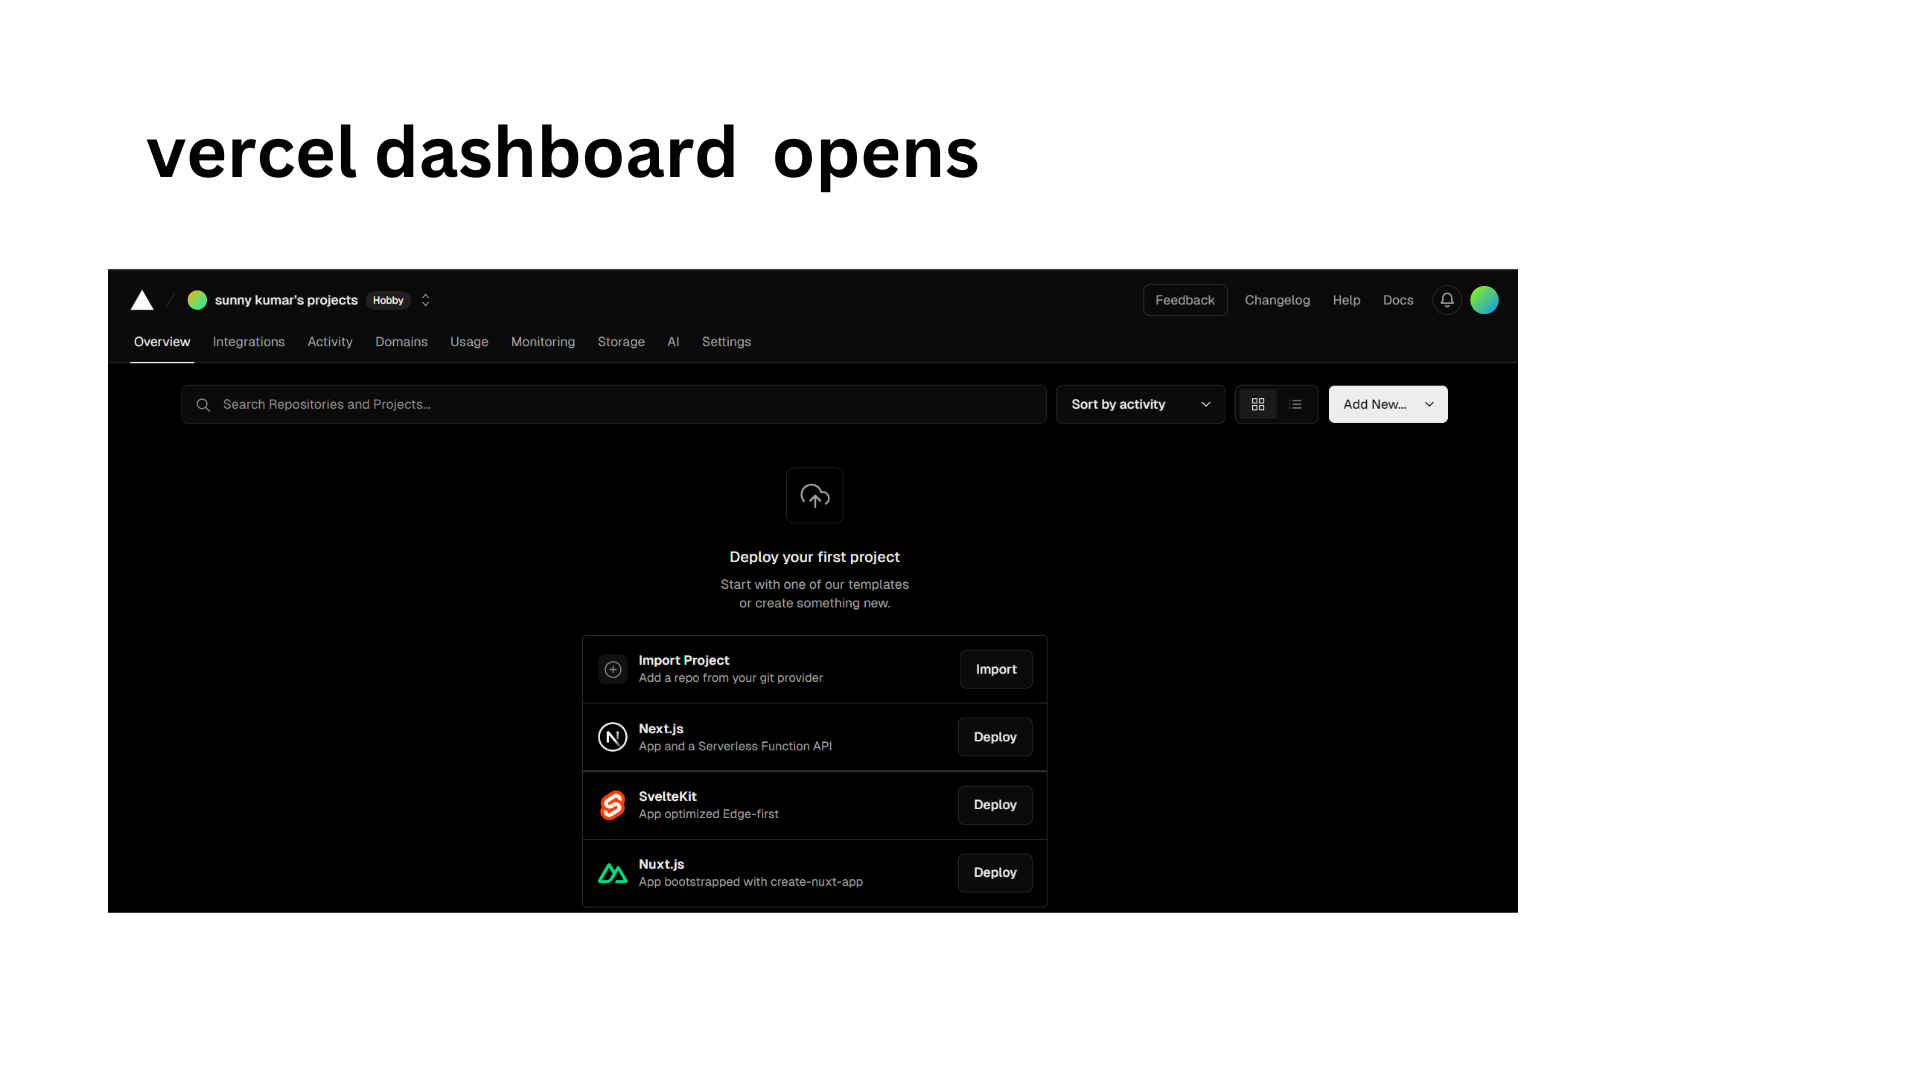 vercel dashboard  opens
sunny kumar's projects Hobby Feedback Changelog Help Docs
Overview Integrations Activity Domains Usage Monitoring Storage AI Settings
Search Repositories and Projects... Sort by activity Add New...
Deploy your first project
Start with one of our templates
or create something new.
Import Project
Add a repo from your git provider
Import
Next.js
App and a Serverless Function API
Deploy
SvelteKit
App optimized Edge-first
Deploy
Nuxt.js
App bootstrapped with create-nuxt-app
Deploy